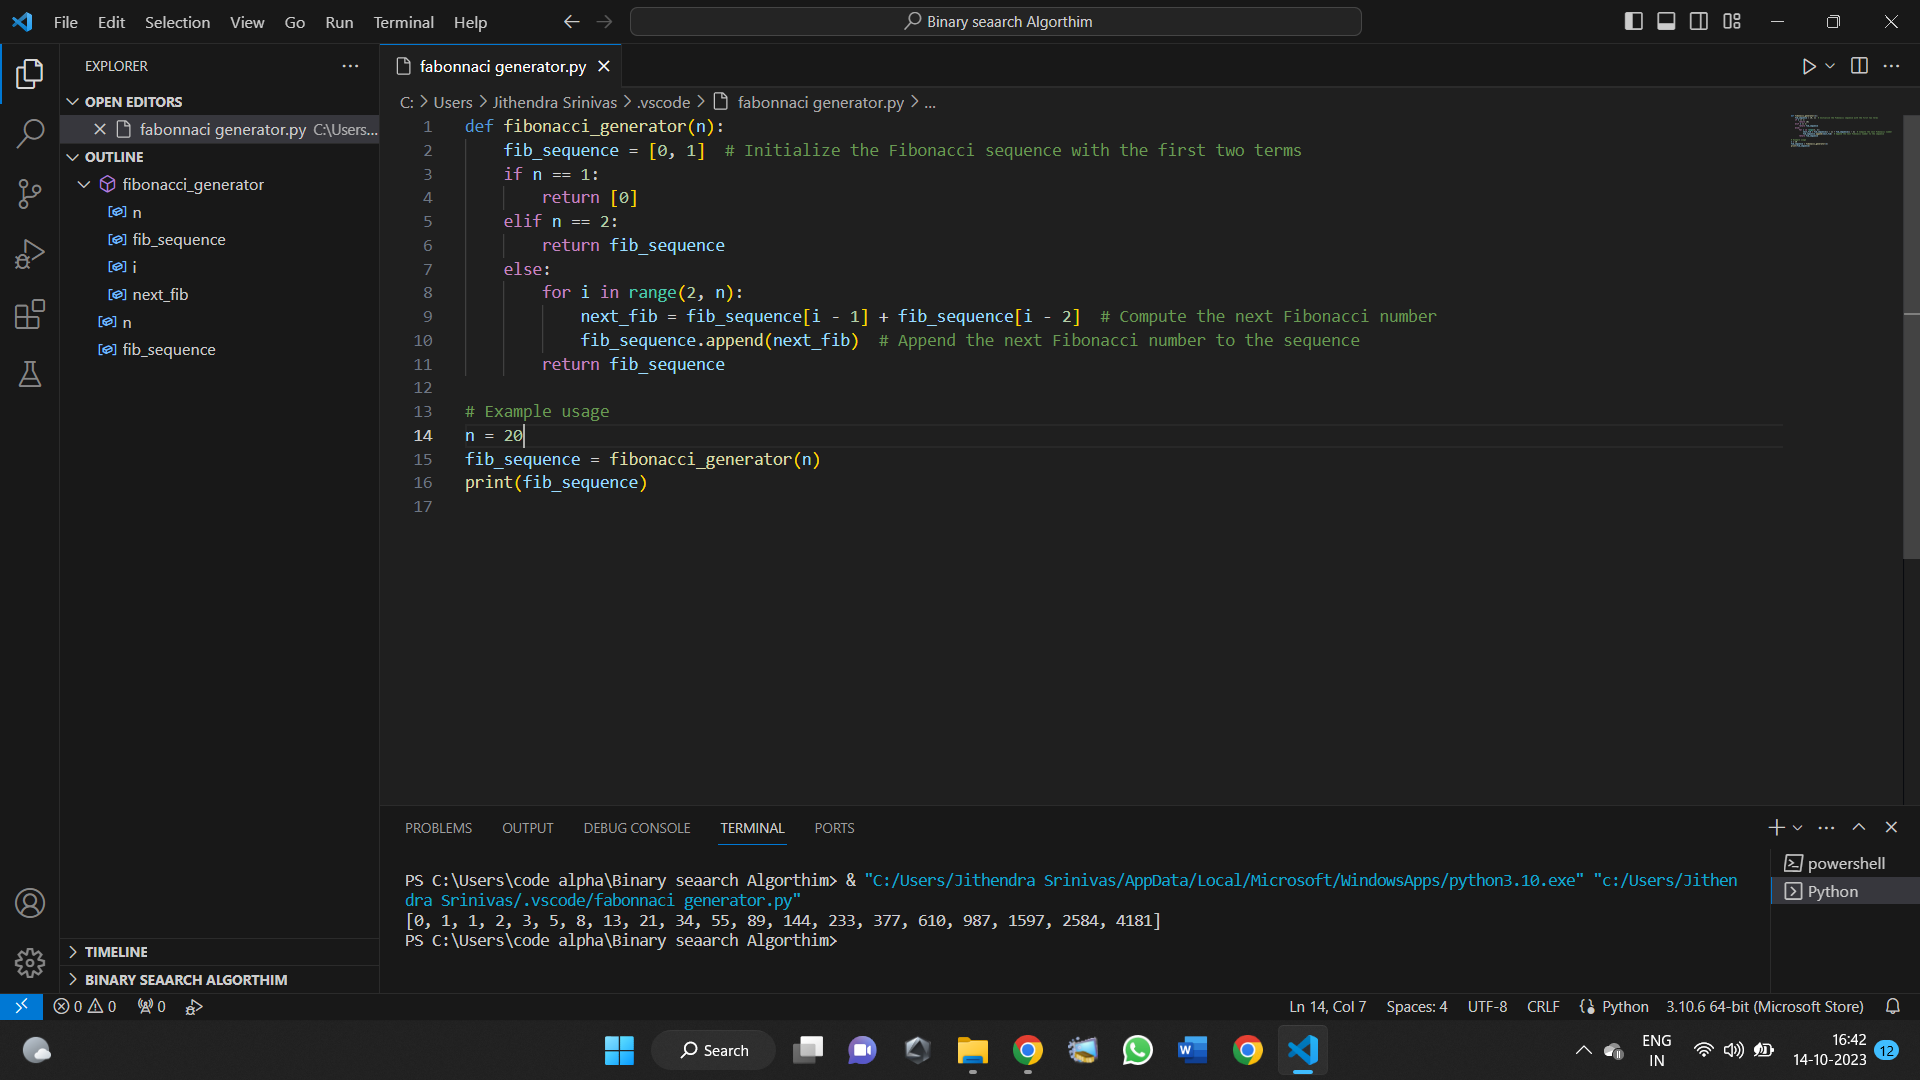 File Edit Selection View Go Run Terminal Help
Binary seaarch Algorthim
EXPLORER
OPEN EDITORS
fabonnaci generator.py C:\Users...
OUTLINE
fibonacci_generator
n
fib_sequence
i
next_fib
n
fib_sequence
TIMELINE
BINARY SEAARCH ALGORTHIM
fabonnaci generator.py
C: > Users > Jithendra Srinivas > .vscode > fabonnaci generator.py > ...
1 def fibonacci_generator(n):
2 fib_sequence = [0, 1]  # Initialize the Fibonacci sequence with the first two terms
3 if n == 1:
4 return [0]
5 elif n == 2:
6 return fib_sequence
7 else:
8 for i in range(2, n):
9 next_fib = fib_sequence[i - 1] + fib_sequence[i - 2]  # Compute the next Fibonacci number
10 fib_sequence.append(next_fib)  # Append the next Fibonacci number to the sequence
11 return fib_sequence
12
13 # Example usage
14 n = 20
15 fib_sequence = fibonacci_generator(n)
16 print(fib_sequence)
17
PROBLEMS OUTPUT DEBUG CONSOLE TERMINAL PORTS
PS C:\Users\code alpha\Binary seaarch Algorthim> & "C:/Users/Jithendra Srinivas/AppData/Local/Microsoft/WindowsApps/python3.10.exe" "c:/Users/Jithen
dra Srinivas/.vscode/fabonnaci generator.py"
[0, 1, 1, 2, 3, 5, 8, 13, 21, 34, 55, 89, 144, 233, 377, 610, 987, 1597, 2584, 4181]
PS C:\Users\code alpha\Binary seaarch Algorthim>
powershell
Python
0 0 0
Ln 14, Col 7 Spaces: 4 UTF-8 CRLF Python 3.10.6 64-bit (Microsoft Store)
Search
ENG
IN
16:42
14-10-2023
12